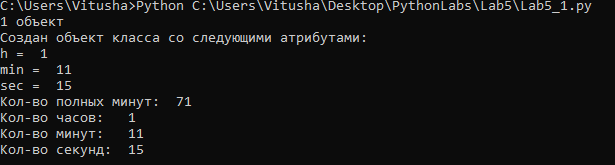 C:\Users\Vitusha>Python C:\Users\Vitusha\Desktop\PythonLabs\Lab5\Lab5_1.py
1 объект
Создан объект класса со следующими атрибутами:
h =  1
min =  11
sec =  15
Кол-во полных минут:  71
Кол-во часов:   1
Кол-во минут:   11
Кол-во секунд:  15